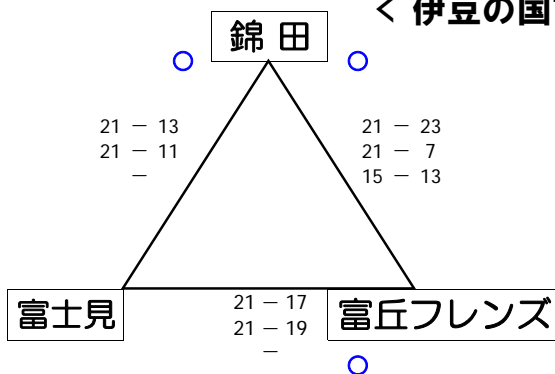 < 伊豆の国
錦 田
21 － 13
21 － 11
－
21 － 23
21 － 7
15 － 13
富士見
21 － 17
21 － 19
－
富丘フレンズ